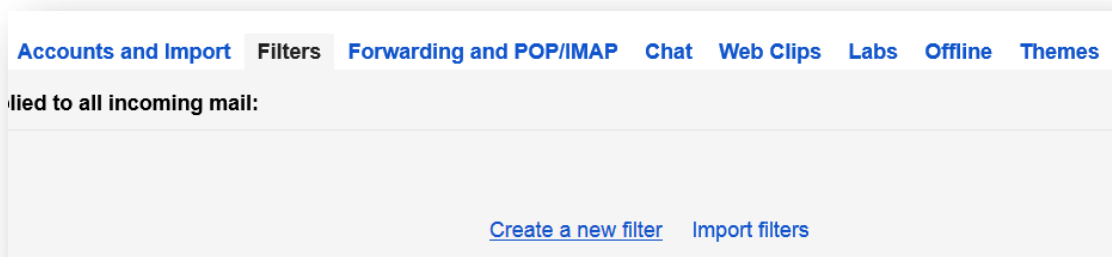 Accounts and Import Filters Forwarding and POP/IMAP Chat Web Clips Labs Offline Themes
lied to all incoming mail:
Create a new filter Import filters